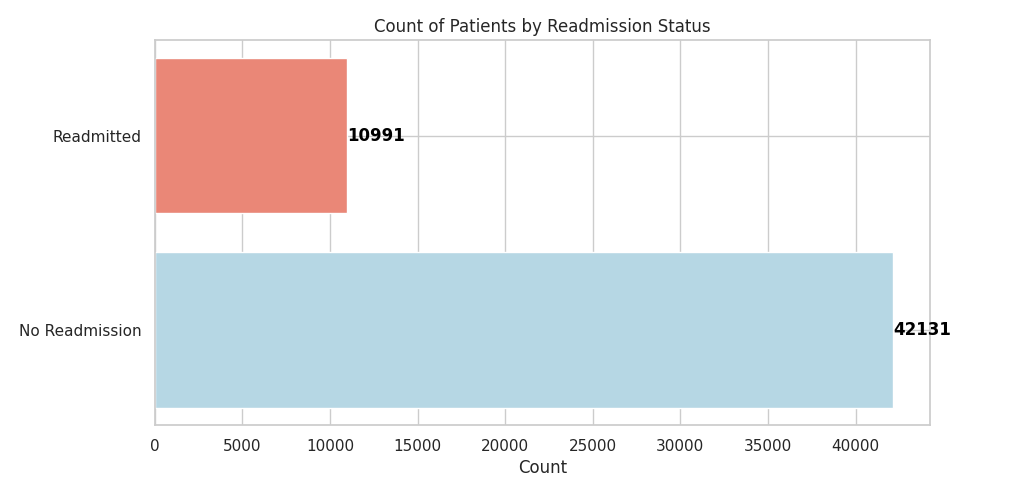 Count of Patients by Readmission Status
Readmitted
10991
No Readmission
42131
0 5000 10000 15000 20000 25000 30000 35000 40000
Count